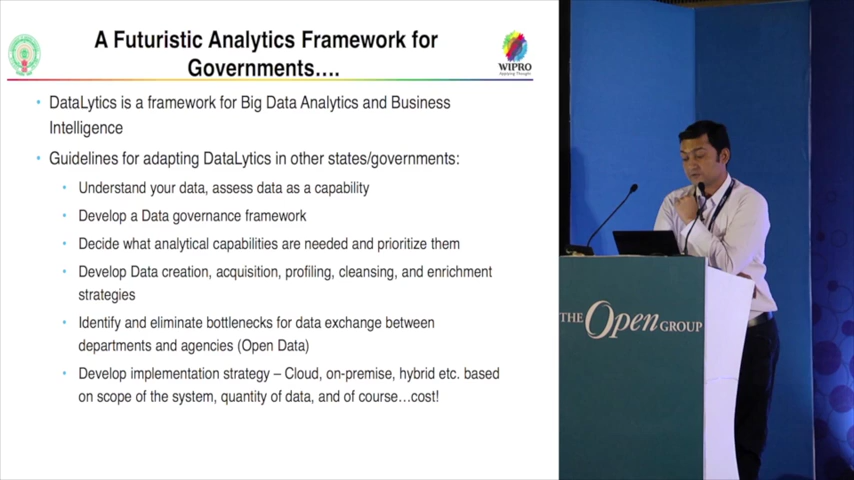 A Futuristic Analytics Framework for
Governments….
WIPRO
Applying Thought
• DataLytics is a framework for Big Data Analytics and Business
Intelligence
• Guidelines for adapting DataLytics in other states/governments:
• Understand your data, assess data as a capability
• Develop a Data governance framework
• Decide what analytical capabilities are needed and prioritize them
• Develop Data creation, acquisition, profiling, cleansing, and enrichment
strategies
• Identify and eliminate bottlenecks for data exchange between
departments and agencies (Open Data)
• Develop implementation strategy – Cloud, on-premise, hybrid etc. based
on scope of the system, quantity of data, and of course…cost!
THE Open GROUP